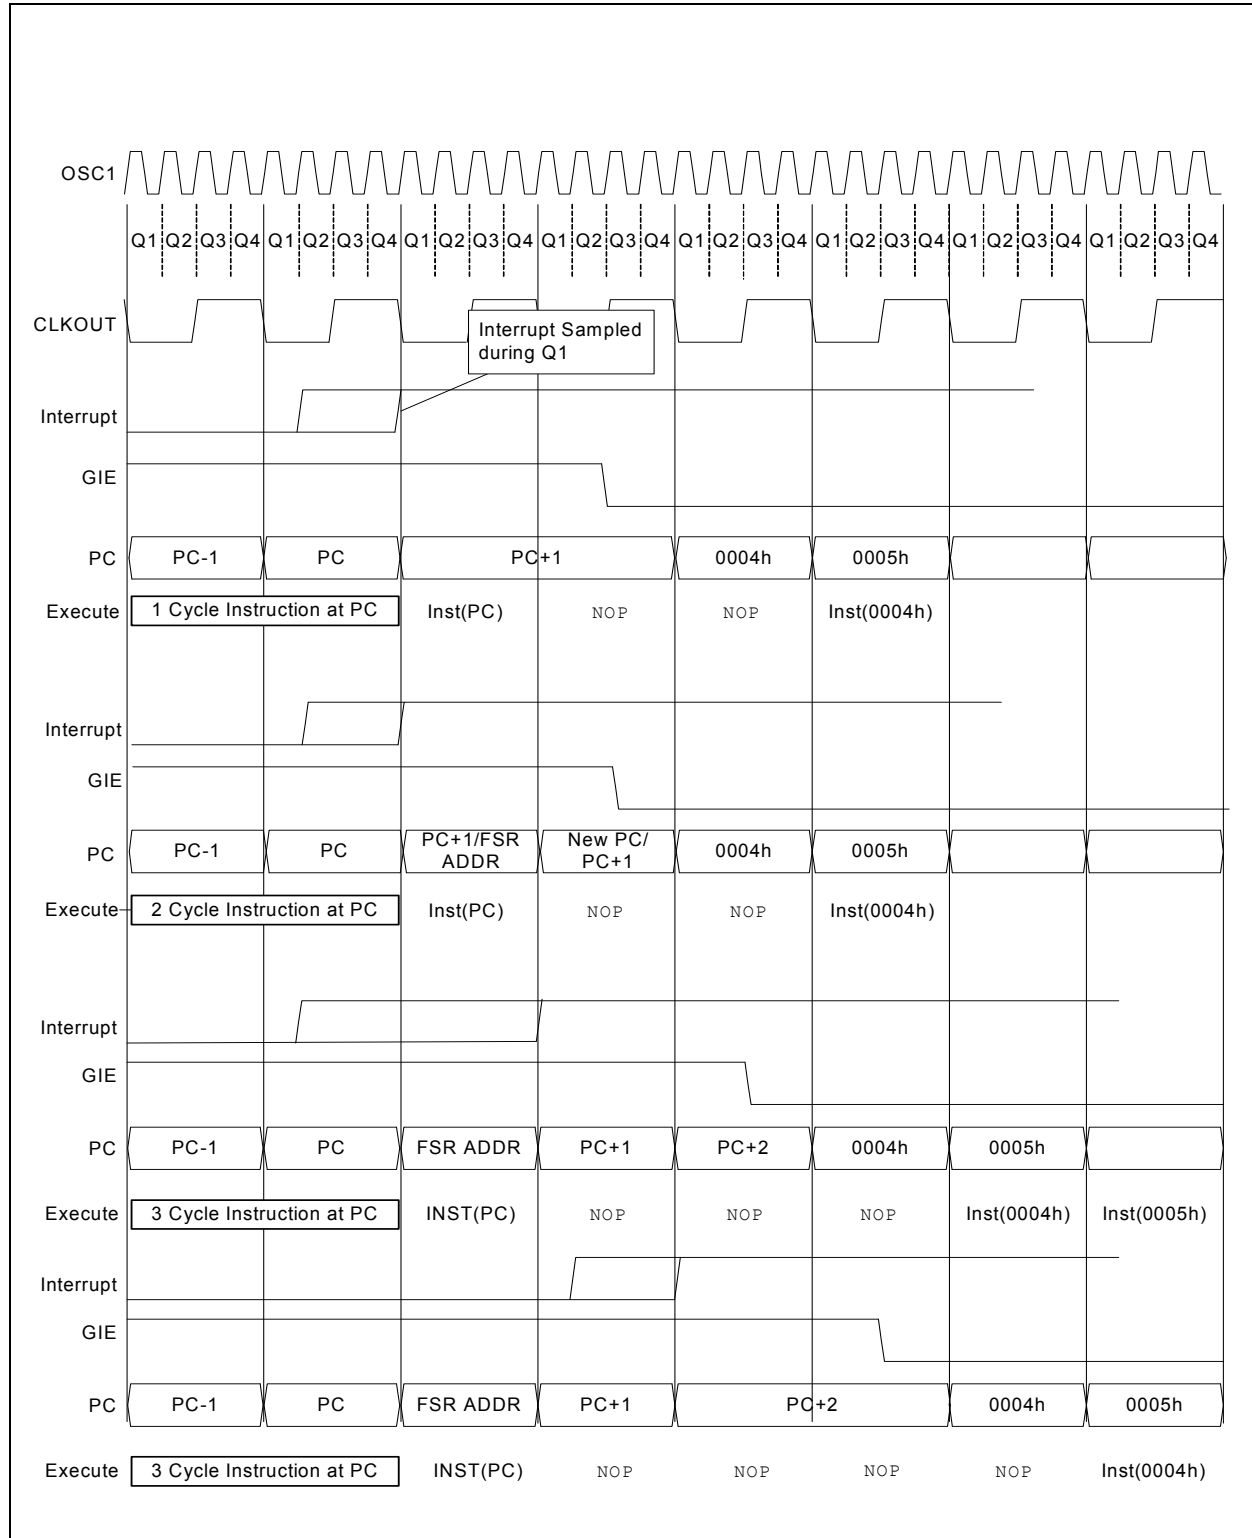 OSC1
Q1 Q2 Q3 Q4 Q1 Q2 Q3 Q4 Q1 Q2 Q3 Q4 Q1 Q2 Q3 Q4 Q1 Q2 Q3 Q4 Q1 Q2 Q3 Q4 Q1 Q2 Q3 Q4 Q1 Q2 Q3 Q4
CLKOUT
Interrupt Sampled
during Q1
Interrupt
GIE
PC PC-1 PC PC+1 0004h 0005h
Execute 1 Cycle Instruction at PC Inst(PC) NOP NOP Inst(0004h)
Interrupt
GIE
PC PC-1 PC PC+1/FSR ADDR New PC/ PC+1 0004h 0005h
Execute 2 Cycle Instruction at PC Inst(PC) NOP NOP Inst(0004h)
Interrupt
GIE
PC PC-1 PC FSR ADDR PC+1 PC+2 0004h 0005h
Execute 3 Cycle Instruction at PC INST(PC) NOP NOP NOP Inst(0004h) Inst(0005h)
Interrupt
GIE
PC PC-1 PC FSR ADDR PC+1 PC+2 0004h 0005h
Execute 3 Cycle Instruction at PC INST(PC) NOP NOP NOP NOP Inst(0004h)